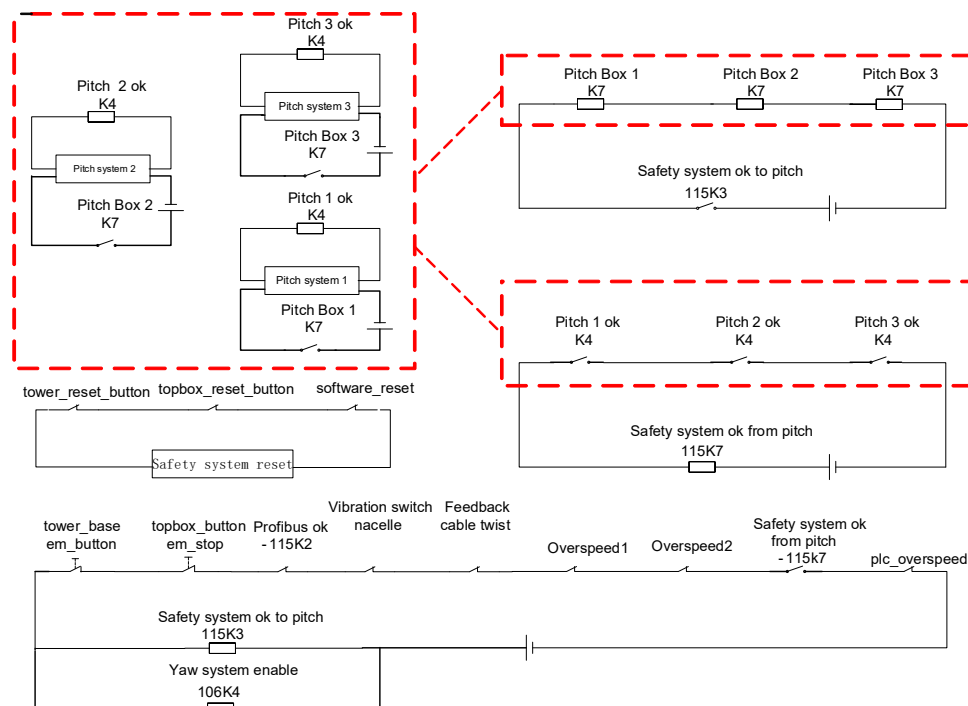 Pitch 2 ok
K4
Pitch system 2
Pitch Box 2
K7
Pitch 3 ok
K4
Pitch system 3
Pitch Box 3
K7
Pitch 1 ok
K4
Pitch system 1
Pitch Box 1
K7
Pitch Box 1
K7
Pitch Box 2
K7
Pitch Box 3
K7
Safety system ok to pitch
115K3
Pitch 1 ok
K4
Pitch 2 ok
K4
Pitch 3 ok
K4
Safety system ok from pitch
115K7
tower_reset_button
topbox_reset_button
software_reset
Safety system reset
tower_base
em_button
topbox_button
em_stop
Profibus ok
-115K2
Vibration switch
nacelle
Feedback
cable twist
Overspeed1
Overspeed2
Safety system ok
from pitch
-115k7
plc_overspeed
Safety system ok to pitch
115K3
Yaw system enable
106K4